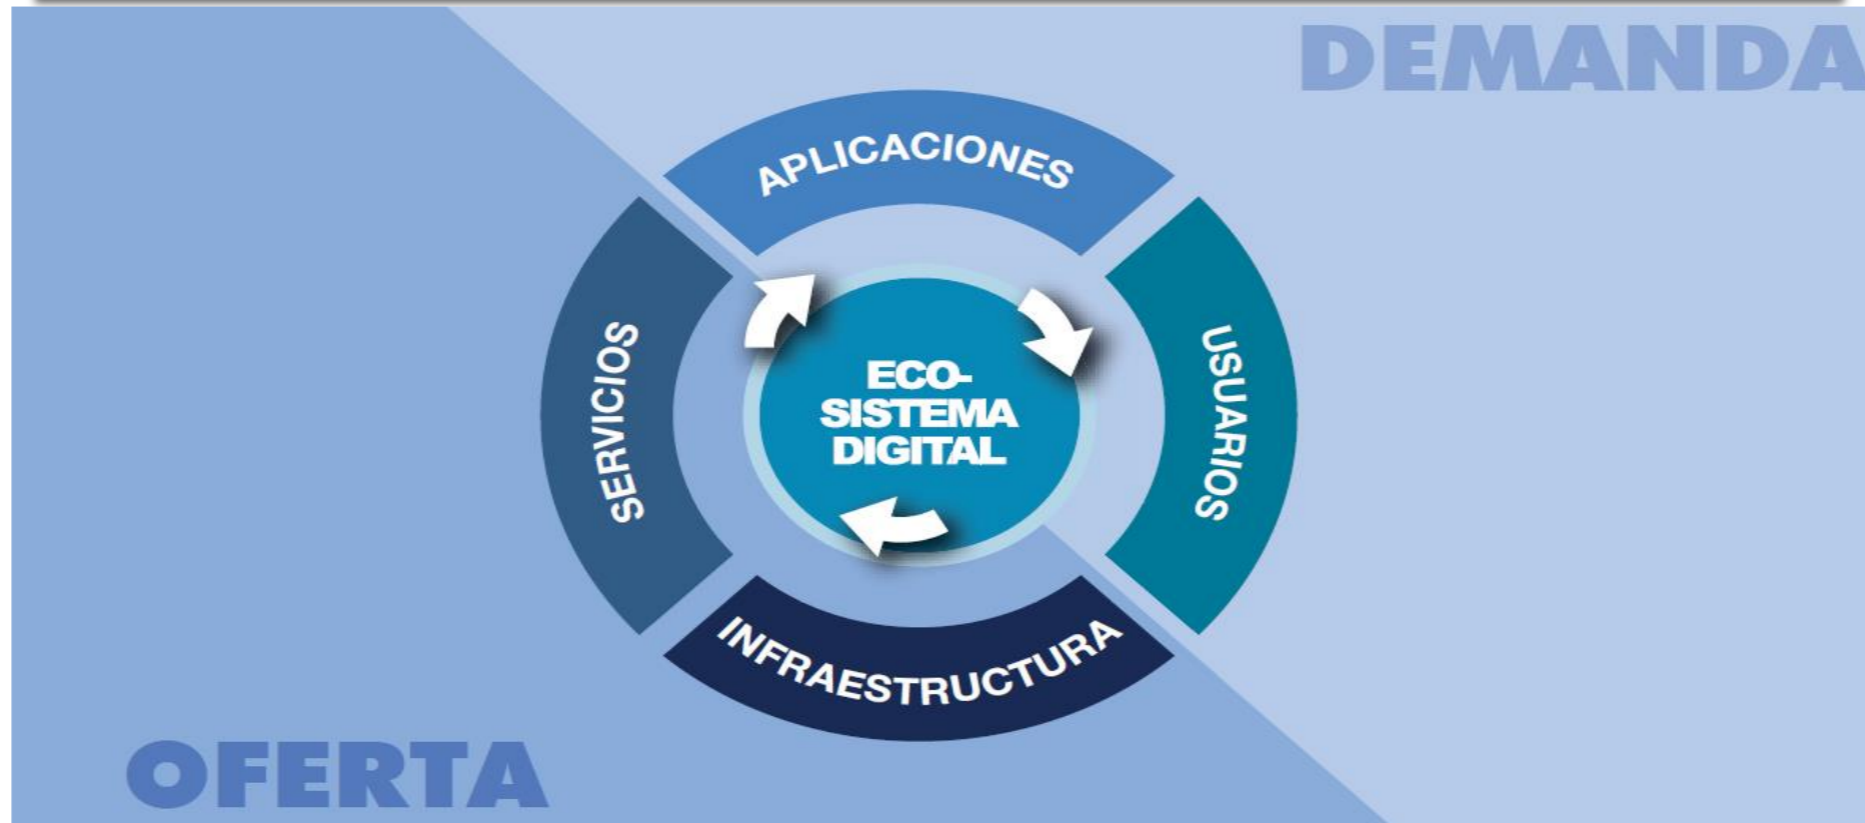 DEMANDA
APLICACIONES
SERVICIOS
ECO-
SISTEMA
DIGITAL
USUARIOS
INFRAESTRUCTURA
OFERTA